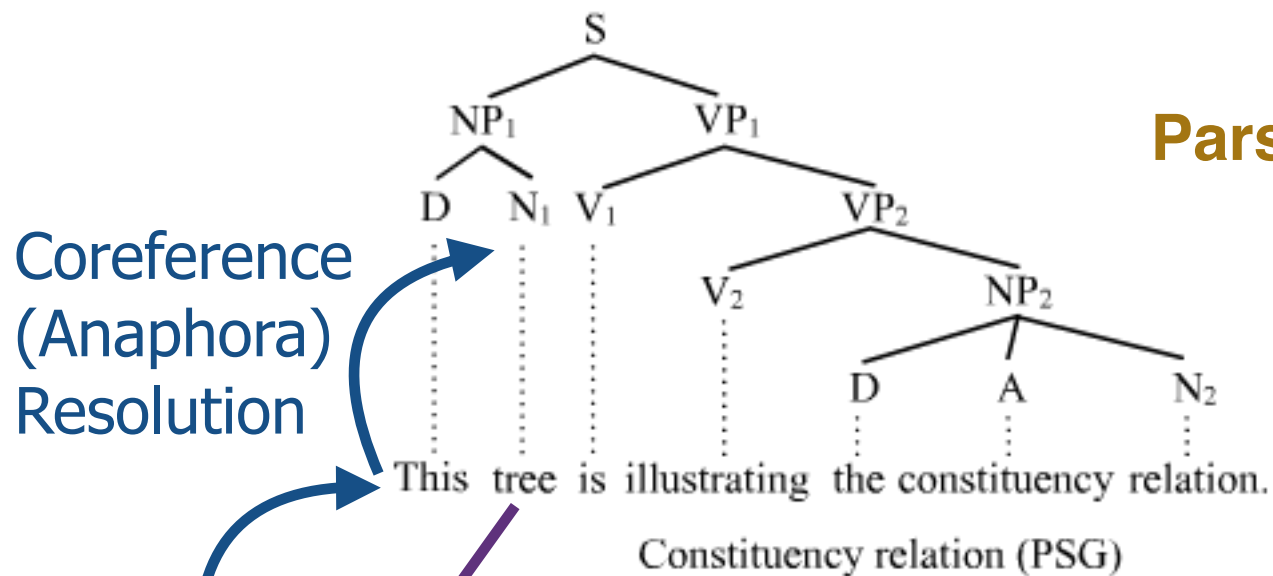 S
NP₁ VP₁
Pars
D N₁ V₁ VP₂
Coreference
(Anaphora)
Resolution
V₂ NP₂
D A N₂
This tree is illustrating the constituency relation.
Constituency relation (PSG)